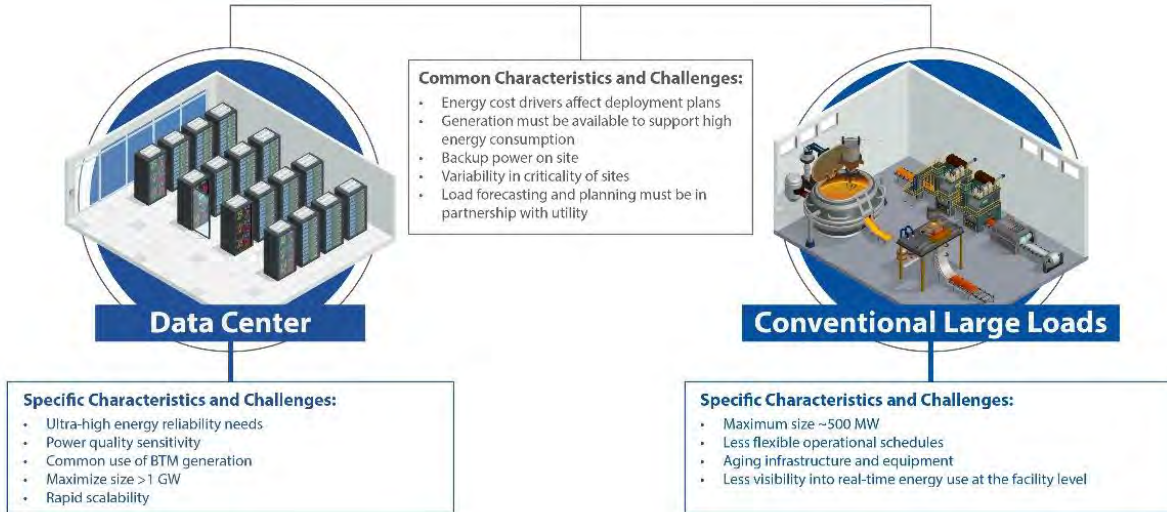 Common Characteristics and Challenges:
• Energy cost drivers affect deployment plans
• Generation must be available to support high
energy consumption
• Backup power on site
• Variability in criticality of sites
• Load forecasting and planning must be in
partnership with utility
Data Center
Conventional Large Loads
Specific Characteristics and Challenges:
• Ultra-high energy reliability needs
• Power quality sensitivity
• Common use of BTM generation
• Maximize size >1 GW
• Rapid scalability
Specific Characteristics and Challenges:
• Maximum size ~500 MW
• Less flexible operational schedules
• Aging infrastructure and equipment
• Less visibility into real-time energy use at the facility level